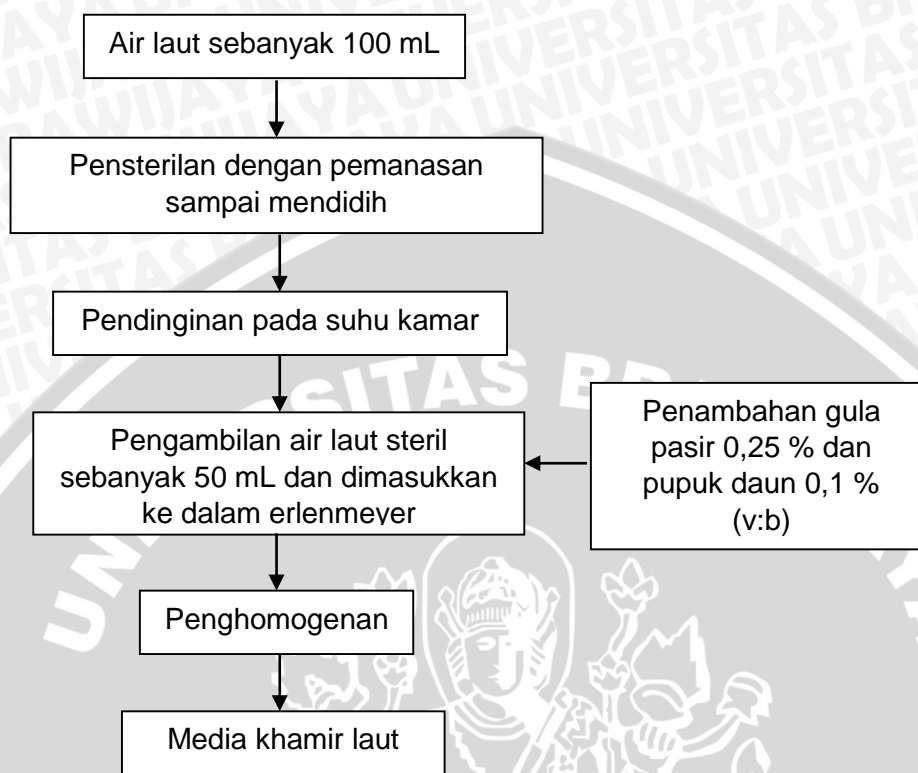 Air laut sebanyak 100 mL
Pensterilan dengan pemanasan
sampai mendidih
Pendinginan pada suhu kamar
Pengambilan air laut steril
sebanyak 50 mL dan dimasukkan
ke dalam erlenmeyer
Penambahan gula
pasir 0,25 % dan
pupuk daun 0,1 %
(v:b)
Penghomogenan
Media khamir laut